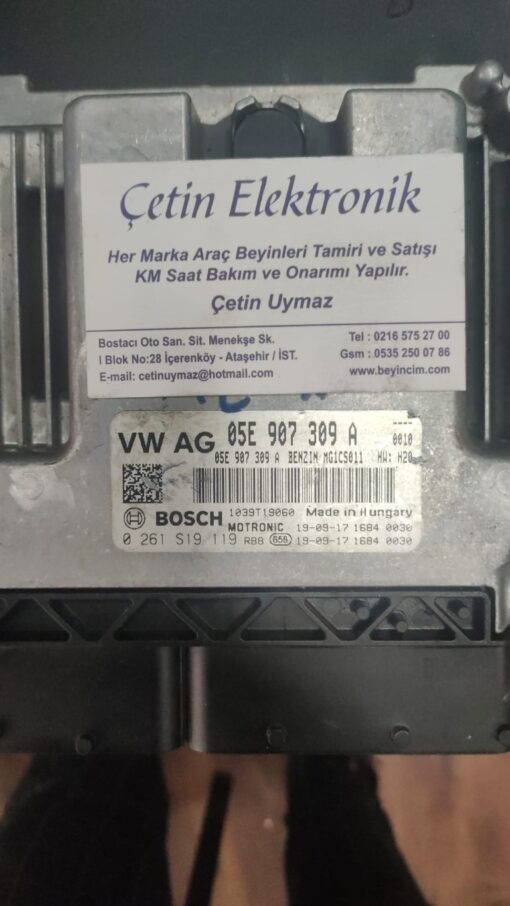 Çetin Elektronik
Her Marka Araç Beyinleri Tamiri ve Satışı
KM Saat Bakım ve Onarımı Yapılır.
Çetin Uymaz
Bostacı Oto San. Sit. Menekşe Sk.
I Blok No:28 İçerenköy - Ataşehir / İST.
E-mail: cetinuymaz@hotmail.com
Tel : 0216 575 27 00
Gsm : 0535 250 07 86
www.beyincim.com
VW AG 05E 907 309 A
0010
05E 907 309 A BENZIN MG1CS011 HW: H20
BOSCH 1039T19060 Made in Hungary
MOTRONIC 19-09-17 1684 0030
0 261 S19 119 RBB 658 19-09-17 1684 0030